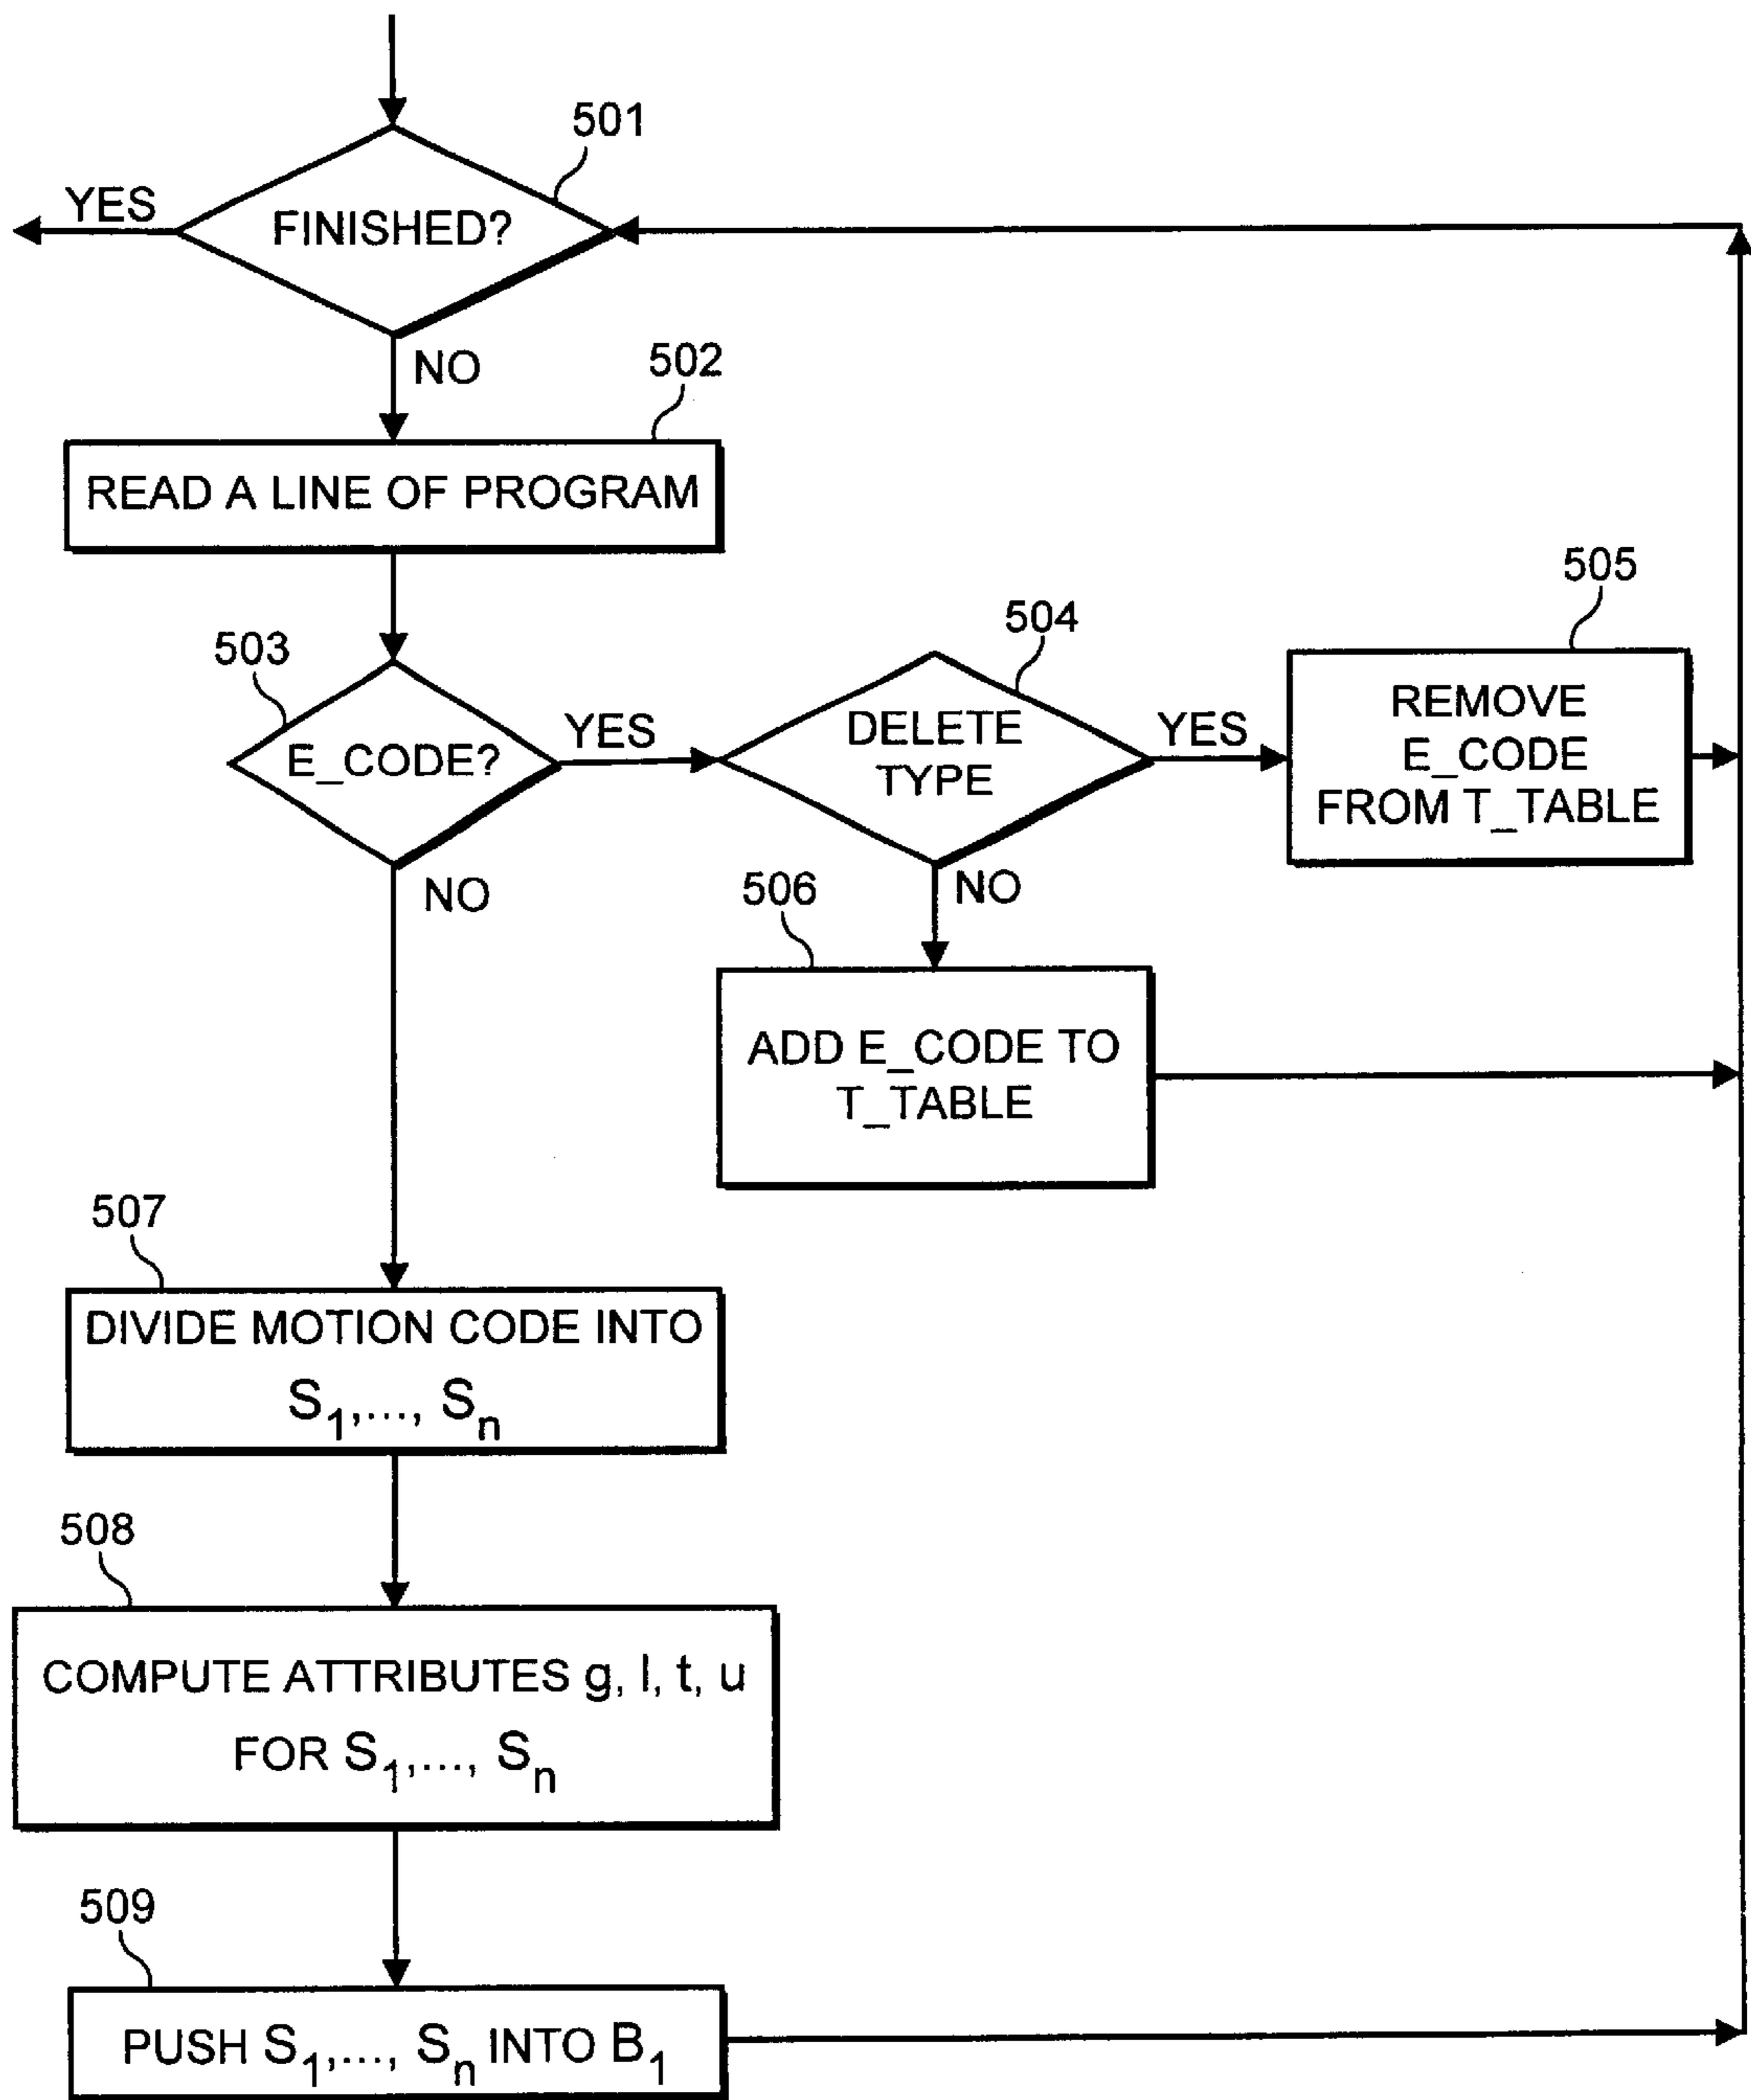 501
YES
FINISHED?
NO
502
READ A LINE OF PROGRAM
503
E_CODE?
YES
NO
504
DELETE
TYPE
YES
NO
505
REMOVE
E_CODE
FROM T_TABLE
506
ADD E_CODE TO
T_TABLE
507
DIVIDE MOTION CODE INTO
S1,..., Sn
508
COMPUTE ATTRIBUTES g, l, t, u
FOR S1,..., Sn
509
PUSH S1,..., Sn INTO B1